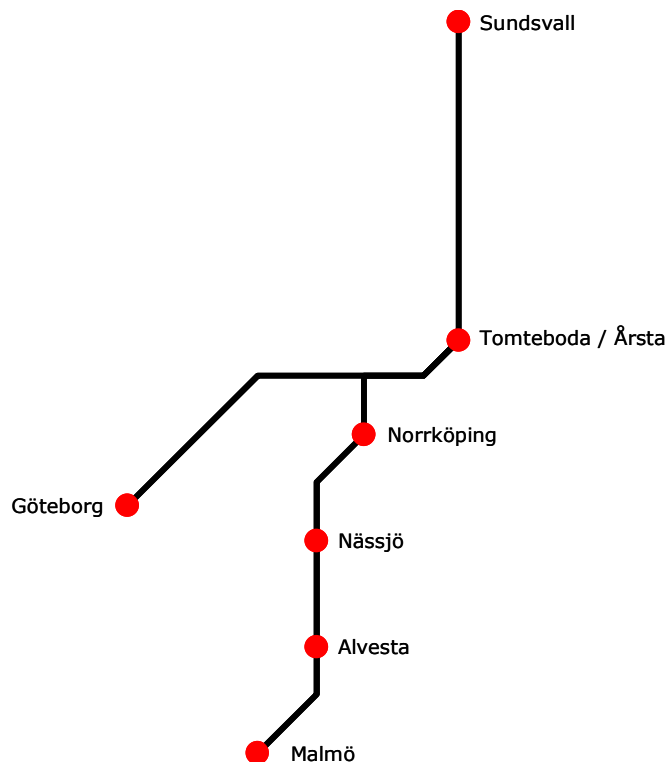 Sundsvall
Tomteboda / Årsta
Norrköping
Göteborg
Nässjö
Alvesta
Malmö